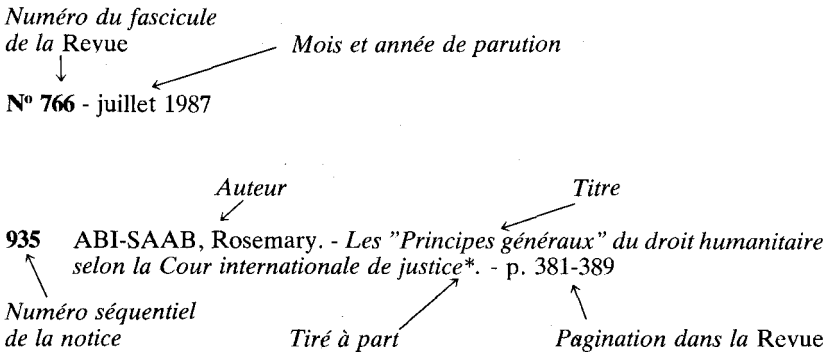 Numéro du fascicule
de la Revue
Mois et année de parution
Nº 766 - juillet 1987
Auteur
Titre
935 ABI-SAAB, Rosemary. - Les "Principes généraux" du droit humanitaire
selon la Cour internationale de justice*. - p. 381-389
Numéro séquentiel
de la notice
Tiré à part
Pagination dans la Revue